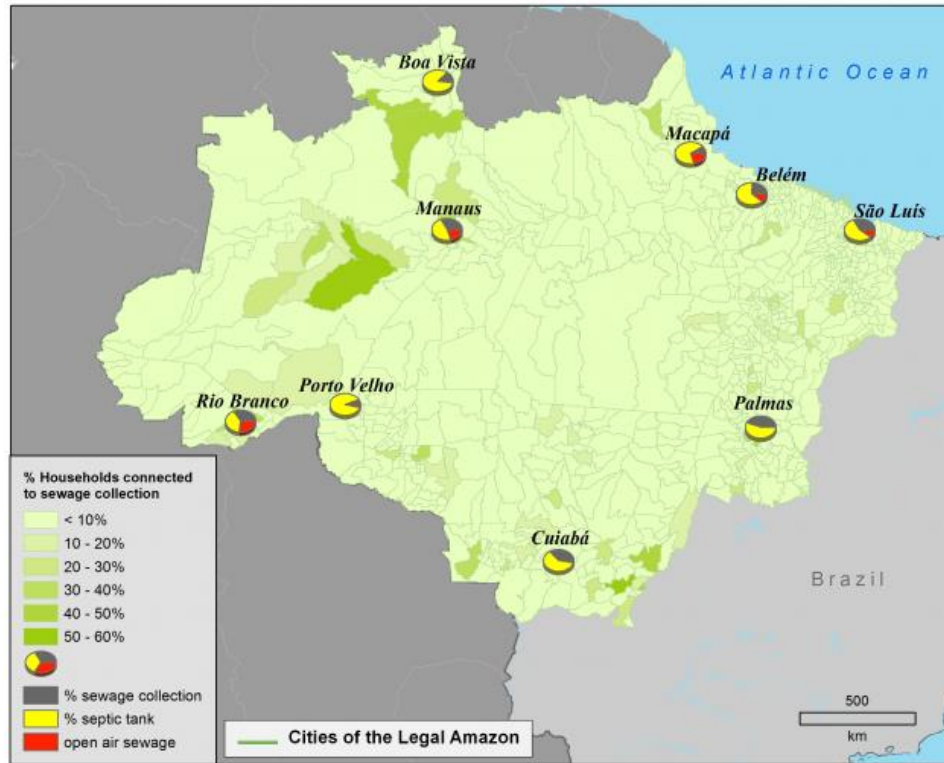 Boa Vista
Atlantic Ocean
Macapá
Belém
São Luís
Manaus
Porto Velho
Rio Branco
Palmas
Cuiabá
Brazil
% Households connected
to sewage collection
< 10%
10 - 20%
20 - 30%
30 - 40%
40 - 50%
50 - 60%
% sewage collection
% septic tank
open air sewage
Cities of the Legal Amazon
500
km